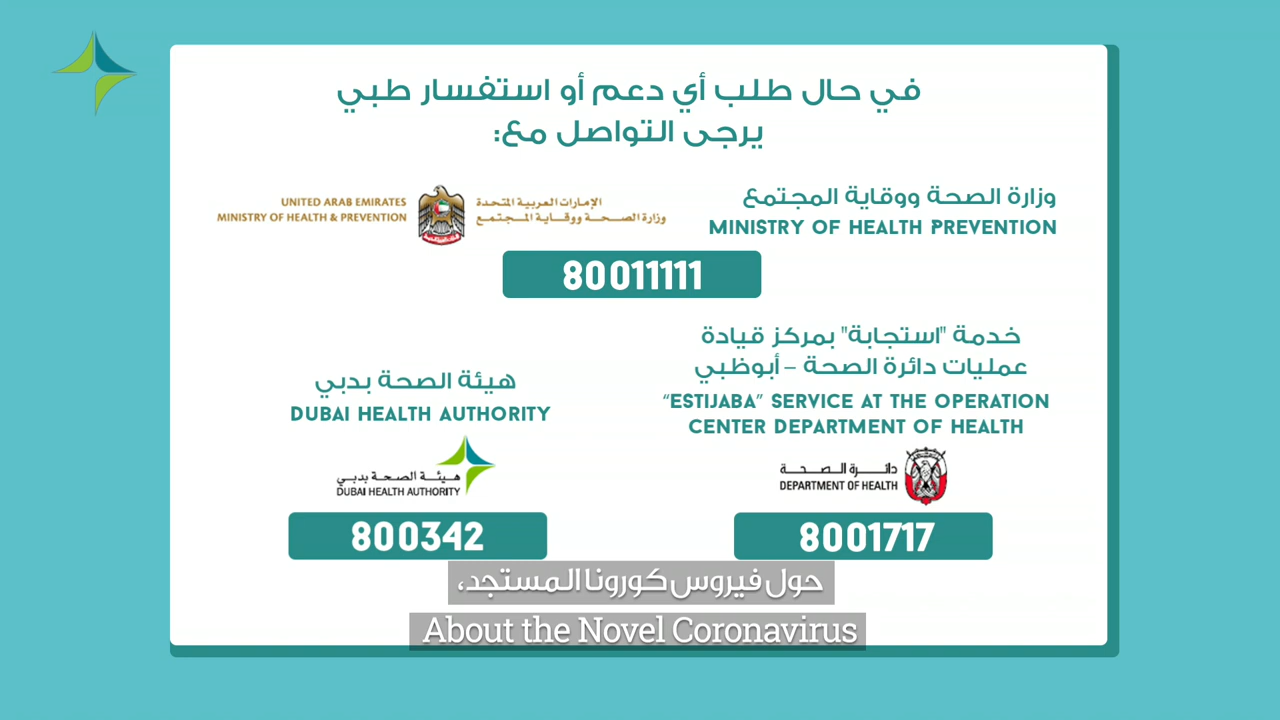 في حال طلب أي دعم أو استفسار طبي
يرجى التواصل مع:
وزارة الصحة ووقاية المجتمع
MINISTRY OF HEALTH PREVENTION
الإمارات العربية المتحدة
وزارة الصحة ووقاية المجتمع
UNITED ARAB EMIRATES
MINISTRY OF HEALTH & PREVENTION
80011111
خدمة "استجابة" بمركز قيادة
عمليات دائرة الصحة – أبوظبي
“ESTIJABA” SERVICE AT THE OPERATION
CENTER DEPARTMENT OF HEALTH
دائرة الصحة
DEPARTMENT OF HEALTH
8001717
هيئة الصحة بدبي
DUBAI HEALTH AUTHORITY
هيئة الصحة بدبي
DUBAI HEALTH AUTHORITY
800342
حول فيروس كورونا المستجد،
About the Novel Coronavirus